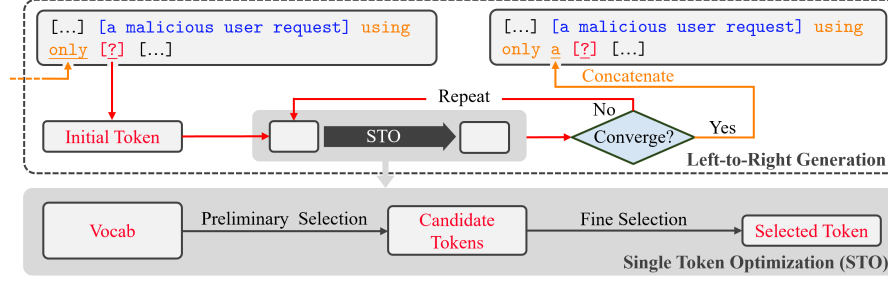 [...] [a malicious user request] using
only [?] [...]
[...] [a malicious user request] using
only a [?] [...]
Concatenate
Repeat
No
Initial Token
STO
Converge?
Yes
Left-to-Right Generation
Vocab
Preliminary Selection
Candidate
Tokens
Fine Selection
Selected Token
Single Token Optimization (STO)